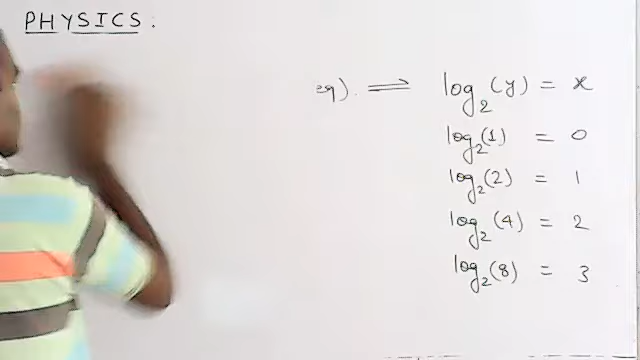 PHYSICS:
eg). ⇌ log₂(y) = x
log₂(1) = 0
log₂(2) = 1
log₂(4) = 2
log₂(8) = 3